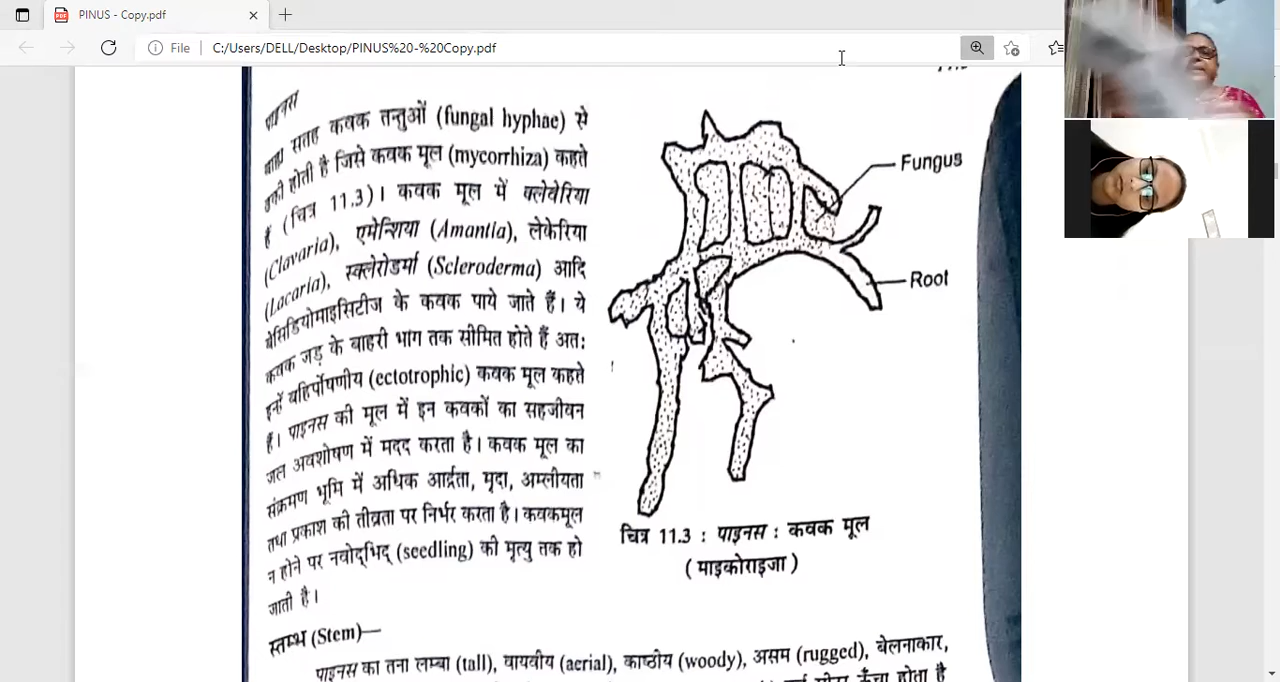 PINUS - Copy.pdf
File
C:/Users/DELL/Desktop/PINUS%20-%20Copy.pdf
पाइनस
बाह्य सतह कवक तन्तुओं (fungal hyphae) से
ढकी होती है जिसे कवक मूल (mycorrhiza) कहते
हैं (चित्र 11.3)। कवक मूल में क्लेवेरिया
(Clavaria), एमेन्शिया (Amantia), लेकेरिया
(Lacaria), स्क्लेरोडर्मा (Scleroderma) आदि
बेसिडियोमाइसिटीज के कवक पाये जाते हैं। ये
कवक जड़ के बाहरी भाग तक सीमित होते हैं अत:
इन्हें बहिर्पोषणीय (ectotrophic) कवक मूल कहते
हैं। पाइनस की मूल में इन कवकों का सहजीवन
जल अवशोषण में मदद करता है। कवक मूल का
संक्रमण भूमि में अधिक आर्द्रता, मृदा, अम्लीयता
तथा प्रकाश की तीव्रता पर निर्भर करता है। कवकमूल
न होने पर नवोद्भिद् (seedling) की मृत्यु तक हो
जाती है।
Fungus
Root
चित्र 11.3 : पाइनस : कवक मूल
(माइकोराइजा)
स्तम्भ (Stem)—
पाइनस का तना लम्बा (tall), वायवीय (aerial), काष्ठीय (woody), असम (rugged), बेलनाकार,
ऊँचा होता है